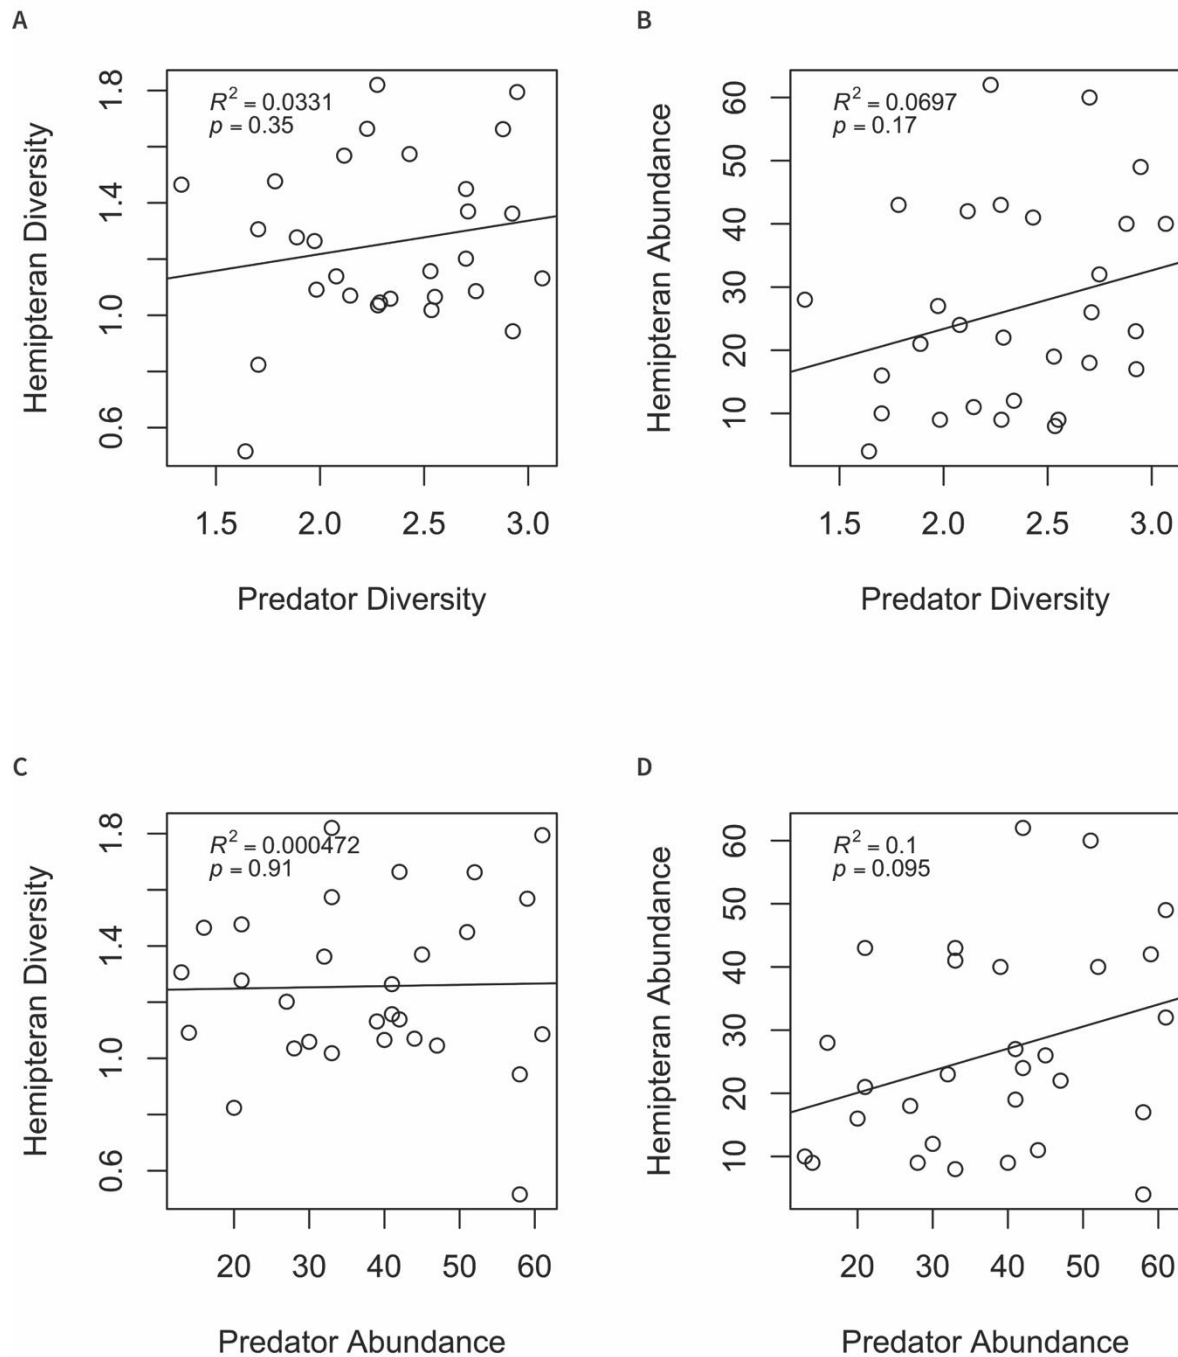 A
Hemipteran Diversity
1.8
1.4
1.0
0.6
R² = 0.0331
p = 0.35
1.5 2.0 2.5 3.0
Predator Diversity
B
Hemipteran Abundance
60
50
40
30
20
10
R² = 0.0697
p = 0.17
1.5 2.0 2.5 3.0
Predator Diversity
C
Hemipteran Diversity
1.8
1.4
1.0
0.6
R² = 0.000472
p = 0.91
20 30 40 50 60
Predator Abundance
D
Hemipteran Abundance
60
50
40
30
20
10
R² = 0.1
p = 0.095
20 30 40 50 60
Predator Abundance